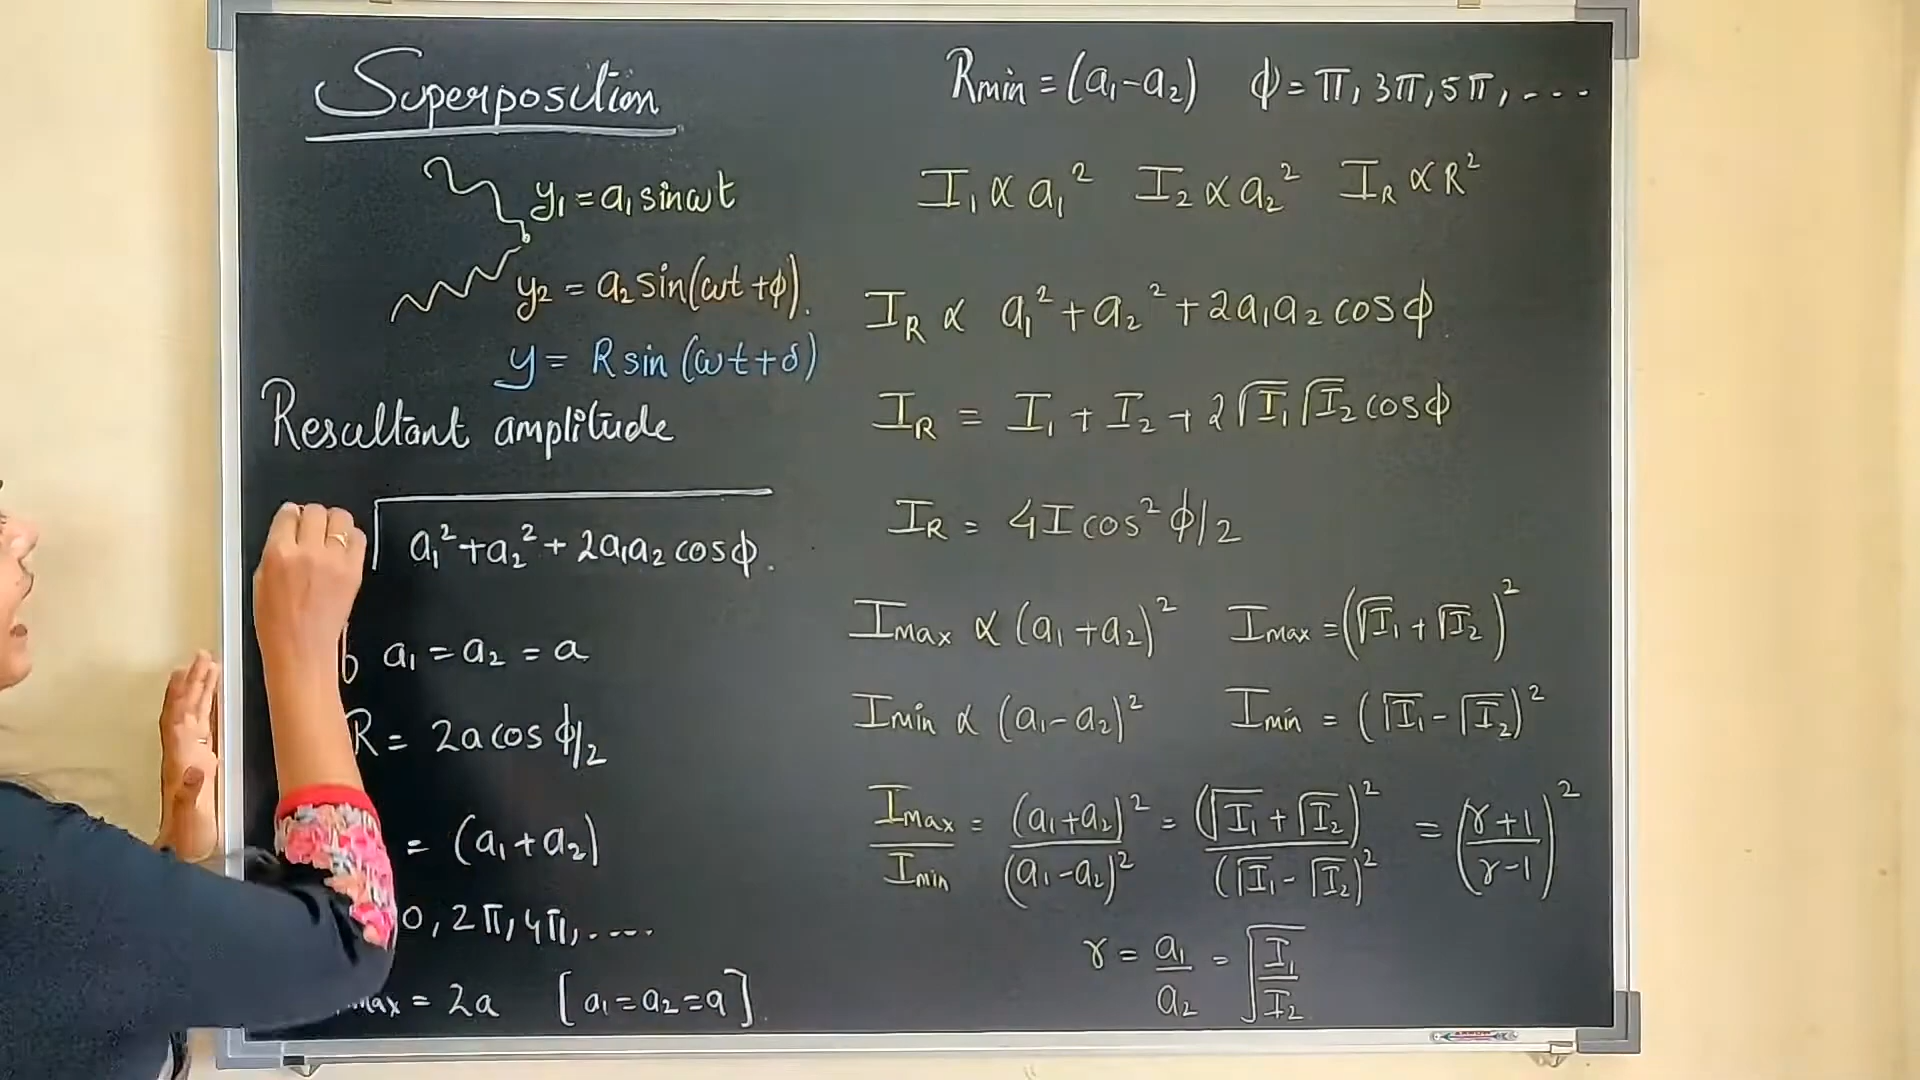 Superposition
y₁ = a₁ sinωt
y₂ = a₂ sin(ωt + ϕ).
y = R sin (ωt + δ)
Resultant amplitude
√ a₁² + a₂² + 2a₁a₂ cosϕ.
a₁ = a₂ = a
R = 2a cos ϕ/2
= (a₁ + a₂)
0, 2π, 4π, ....
max = 2a [a₁ = a₂ = a]
Rmin = (a₁ - a₂) ϕ = π, 3π, 5π, ...
I₁ ∝ a₁² I₂ ∝ a₂² I_R ∝ R²
I_R ∝ a₁² + a₂² + 2a₁a₂ cos ϕ
I_R = I₁ + I₂ + 2√I₁ √I₂ cosϕ
I_R = 4I cos² ϕ/2
Imax ∝ (a₁ + a₂)² Imax = (√I₁ + √I₂)²
Imin ∝ (a₁ - a₂)² Imin = (√I₁ - √I₂)²
Imax/Imin = (a₁+a₂)²/(a₁-a₂)² = (√I₁ + √I₂)²/(√I₁ - √I₂)² = (r+1/r-1)²
r = a₁/a₂ = √I₁/I₂